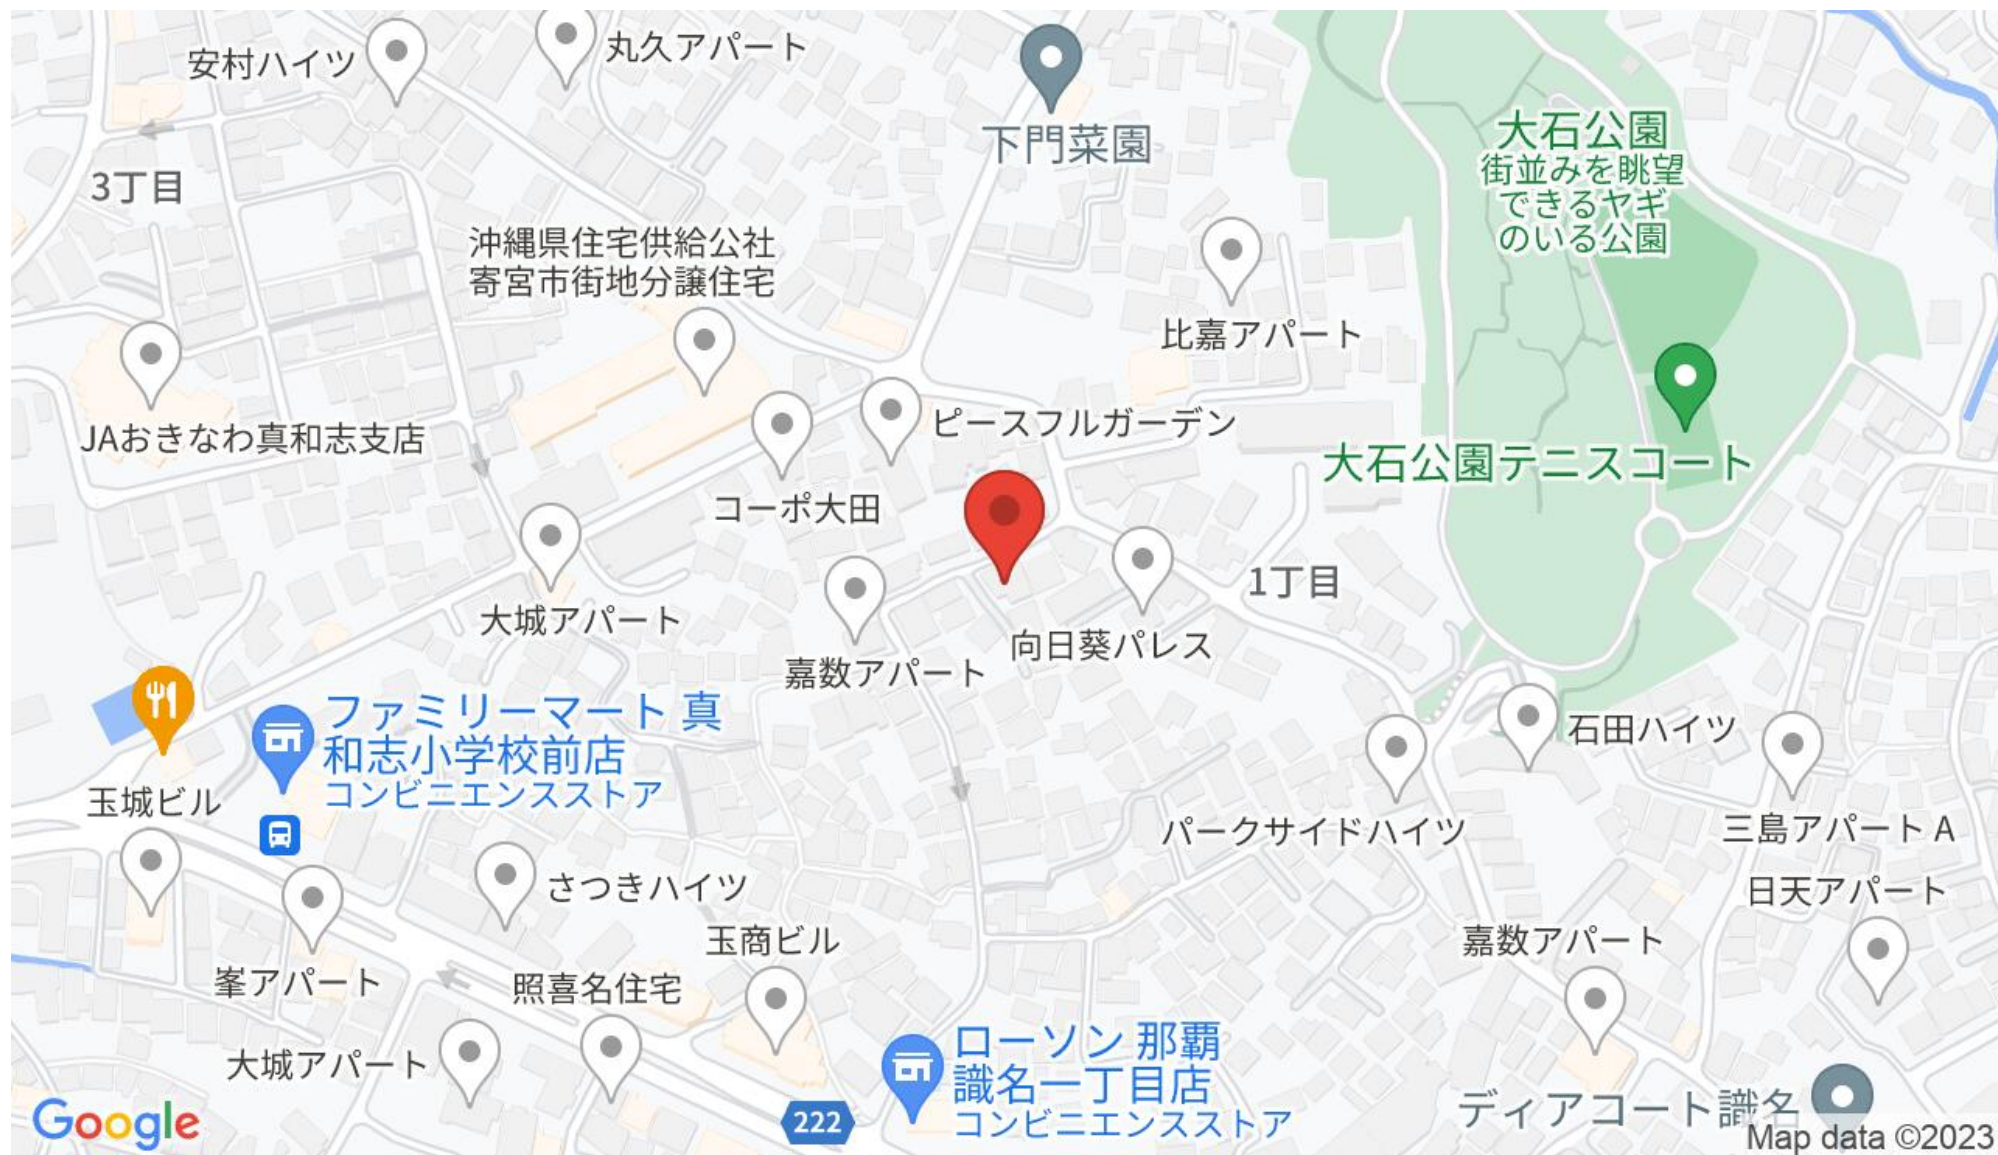 安村ハイツ
丸久アパート
下門菜園
大石公園
街並みを眺望
できるヤギ
のいる公園
3丁目
沖縄県住宅供給公社
寄宮市街地分譲住宅
比嘉アパート
JAおきなわ真和志支店
ピースフルガーデン
大石公園テニスコート
コーポ大田
大城アパート
1丁目
嘉数アパート
向日葵パレス
ファミリーマート 真
和志小学校前店
コンビニエンスストア
石田ハイツ
玉城ビル
パークサイドハイツ
三島アパート A
さつきハイツ
日天アパート
玉商ビル
嘉数アパート
峯アパート
照喜名住宅
大城アパート
ローソン 那覇
識名一丁目店
コンビニエンスストア
222
ディアコート識名
Google
Map data ©2023